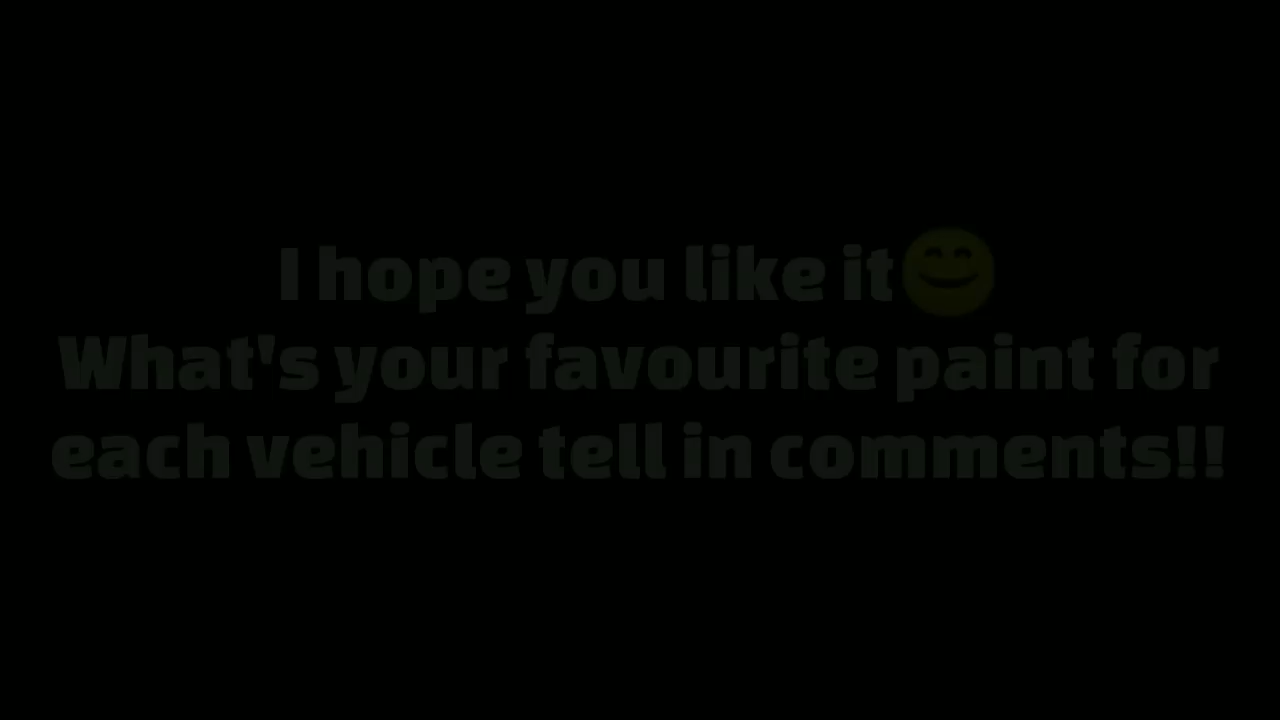 I hope you like it😊
What's your favourite paint for
each vehicle tell in comments!!